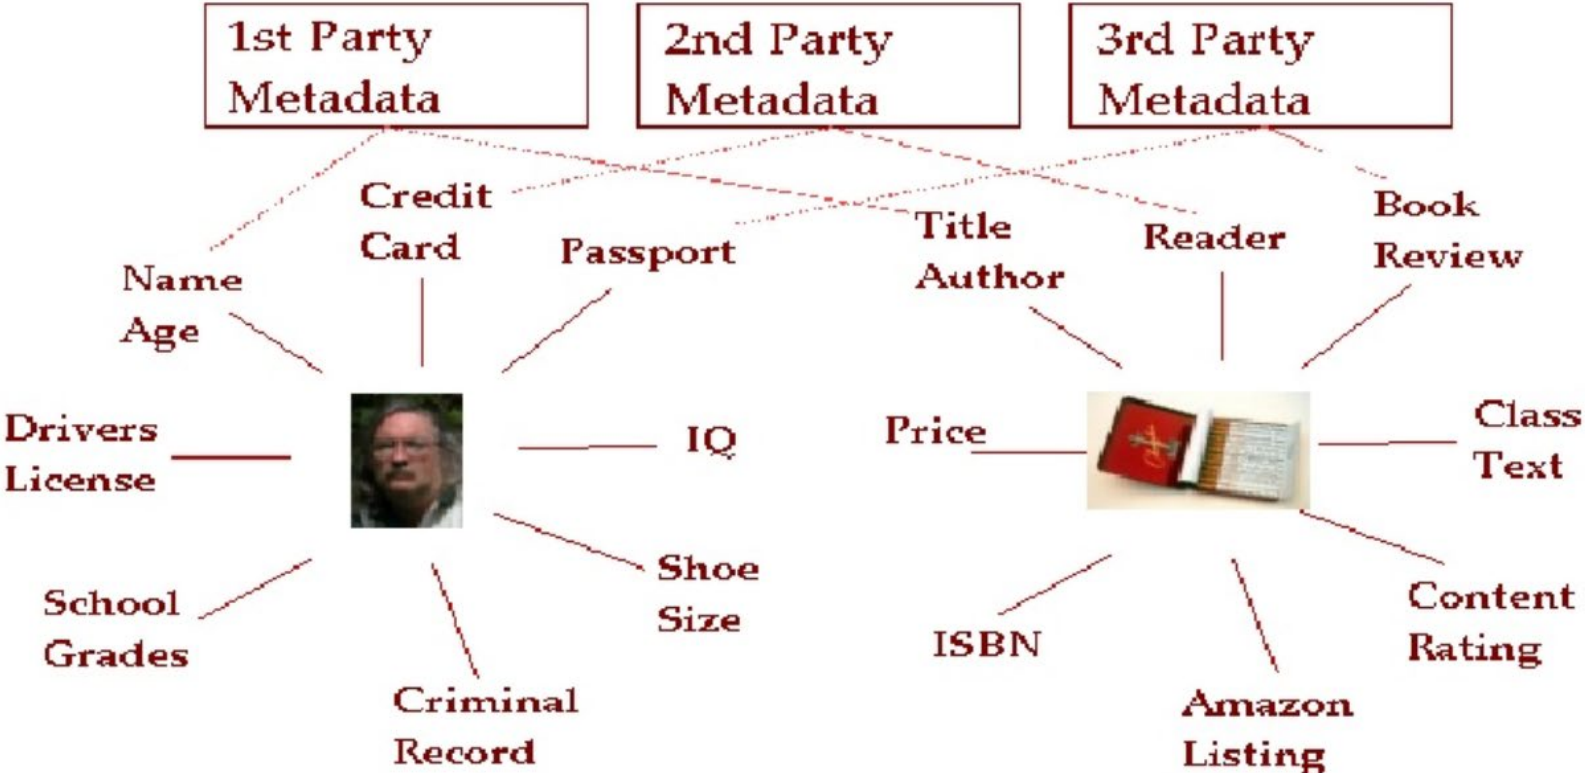 1st Party
Metadata
2nd Party
Metadata
3rd Party
Metadata
Name
Age
Credit
Card
Passport
Title
Author
Reader
Book
Review
Drivers
License
IQ
Price
Class
Text
School
Grades
Shoe
Size
Criminal
Record
ISBN
Amazon
Listing
Content
Rating